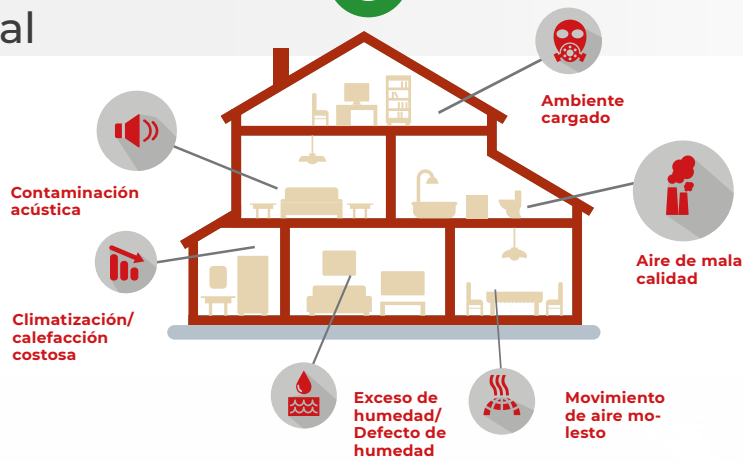 al
Ambiente
cargado
Contaminación
acústica
Aire de mala
calidad
Climatización/
calefacción
costosa
Exceso de
humedad/
Defecto de
humedad
Movimiento
de aire mo-
lesto